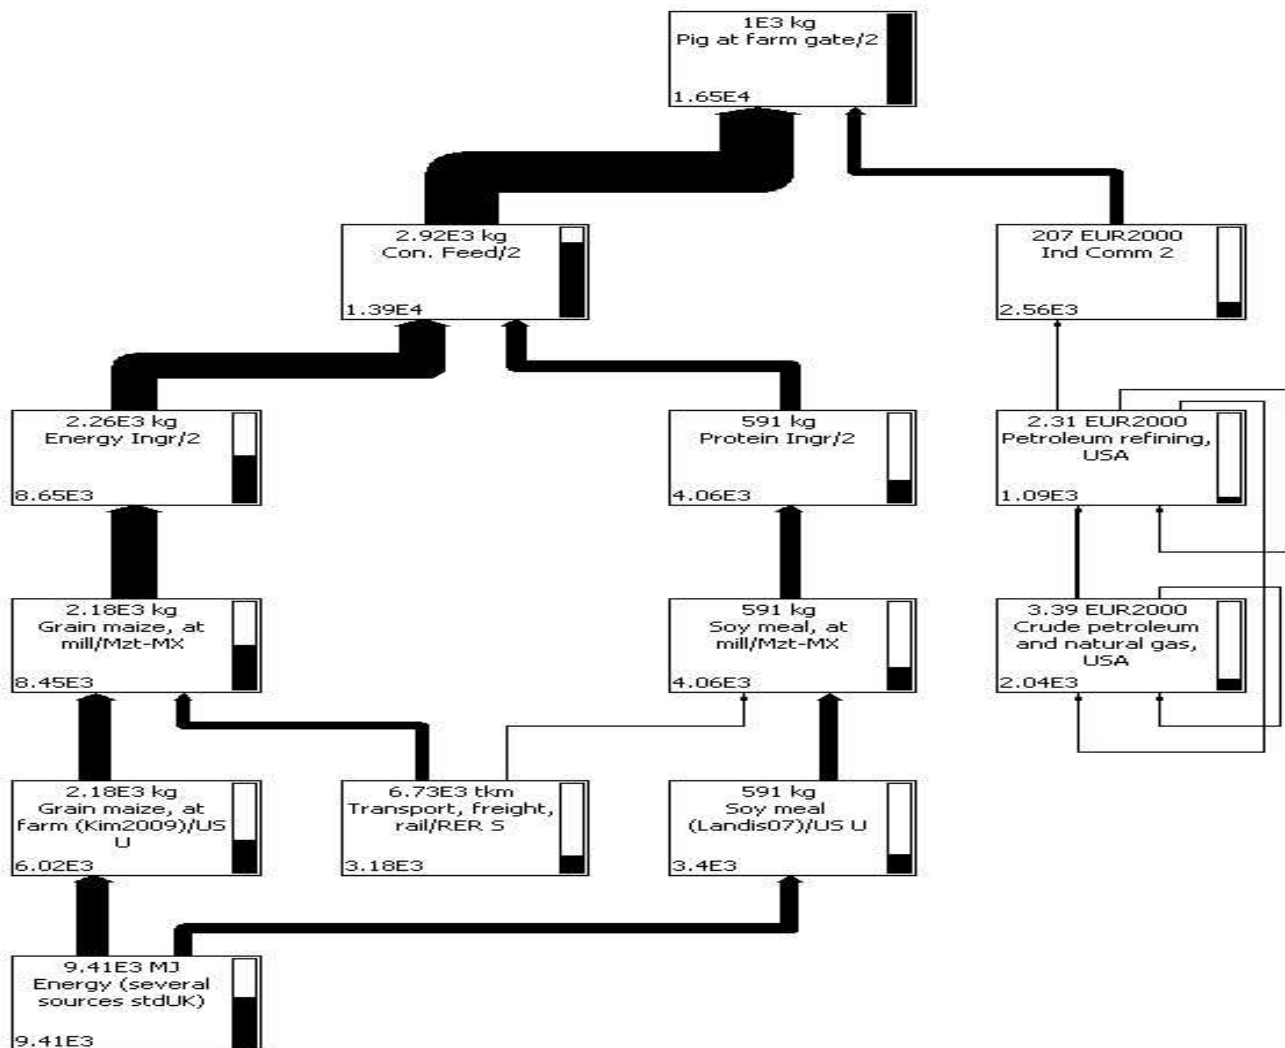 1E3 kg
Pig at farm gate/2
1.65E4
2.92E3 kg
Con. Feed/2
1.39E4
207 EUR2000
Ind Comm 2
2.56E3
2.26E3 kg
Energy Ingr/2
8.65E3
591 kg
Protein Ingr/2
4.06E3
2.31 EUR2000
Petroleum refining,
USA
1.09E3
2.18E3 kg
Grain maize, at
mill/Mzt-MX
8.45E3
591 kg
Soy meal, at
mill/Mzt-MX
4.06E3
3.39 EUR2000
Crude petroleum
and natural gas,
USA
2.04E3
2.18E3 kg
Grain maize, at
farm (Kim2009)/US
U
6.02E3
6.73E3 tkm
Transport, freight,
rail/RER S
3.18E3
591 kg
Soy meal
(Landis07)/US U
3.4E3
9.41E3 MJ
Energy (several
sources stdUK)
9.41E3